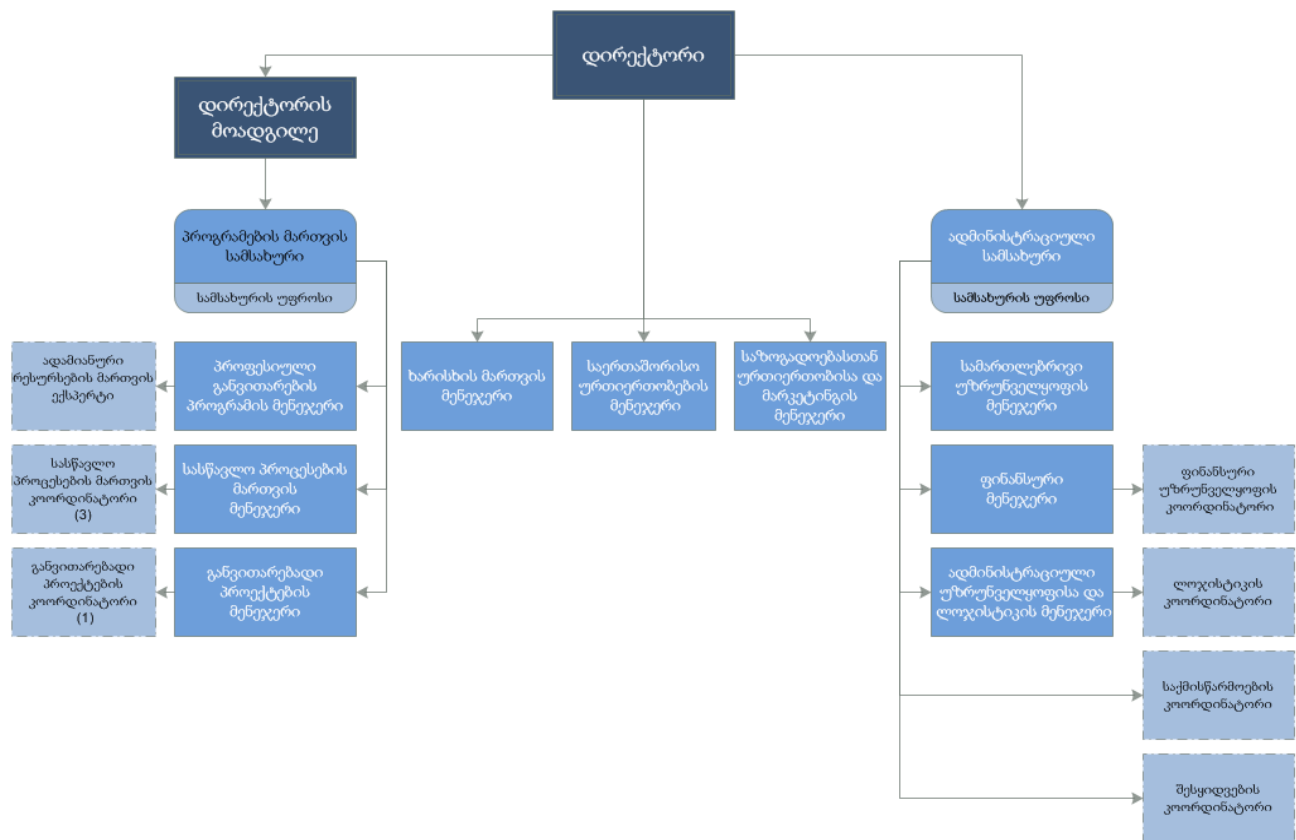 დირექტორი
დირექტორის
მოადგილე
პროგრამების მართვის
სამსახური
სამსახურის უფროსი
ადმინისტრაციული
სამსახური
სამსახურის უფროსი
ადამიანური
რესურსების მართვის
ექსპერტი
პროფესიული
განვითარების
პროგრამის მენეჯერი
ხარისხის მართვის
მენეჯერი
საერთაშორისო
ურთიერთობების
მენეჯერი
საზოგადოებასთან
ურთიერთობისა და
მარკეტინგის
მენეჯერი
სამართლებრივი
უზრუნველყოფის
მენეჯერი
სასწავლო
პროცესების მართვის
კოორდინატორი
(3)
სასწავლო პროცესების
მართვის
მენეჯერი
ფინანსური
მენეჯერი
ფინანსური
უზრუნველყოფის
კოორდინატორი
განვითარებადი
პროექტების
კოორდინატორი
(1)
განვითარებადი
პროექტების
მენეჯერი
ადმინისტრაციული
უზრუნველყოფისა და
ლოჯისტიკის მენეჯერი
ლოჯისტიკის
კოორდინატორი
საქმისწარმოების
კოორდინატორი
შესყიდვების
კოორდინატორი